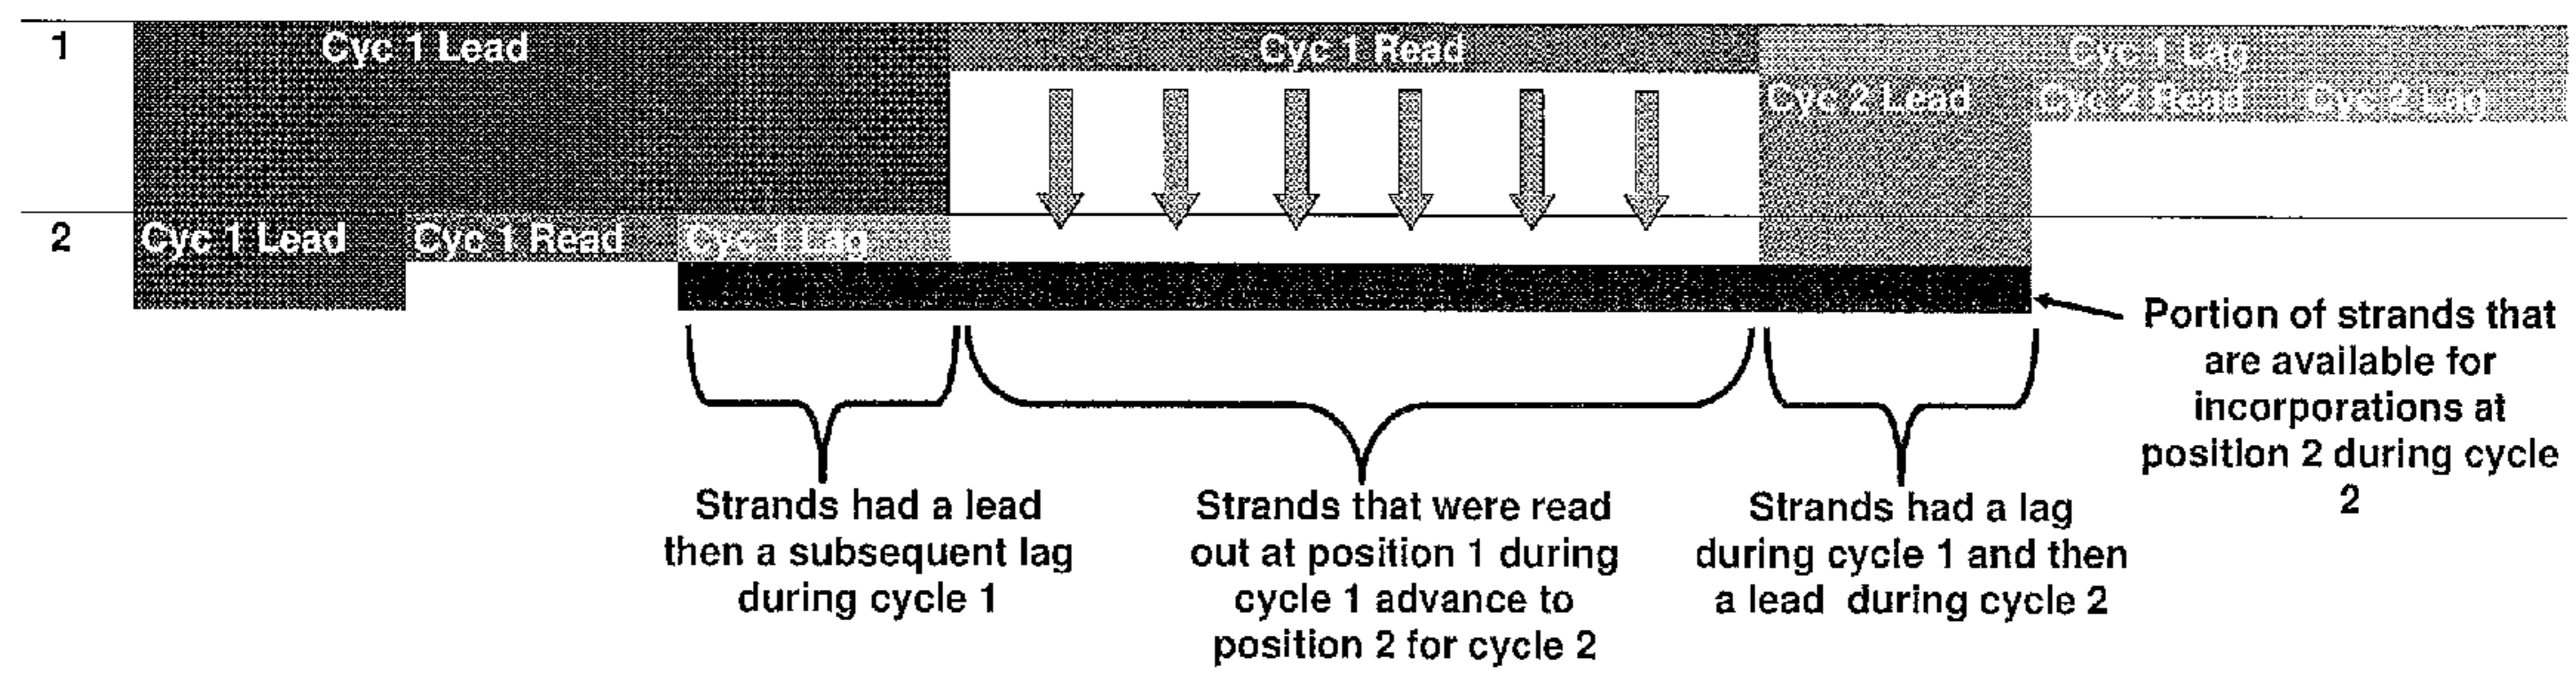 1
Cyc 1 Lead
Cyc 1 Read
Cyc 1 Lag
Cyc 2 Lead
Cyc 2 Read
Cyc 2 Lag
2
Cyc 1 Lead
Cyc 1 Read
Cyc 1 Lag
Strands had a lead
then a subsequent lag
during cycle 1
Strands that were read
out at position 1 during
cycle 1 advance to
position 2 for cycle 2
Strands had a lag
during cycle 1 and then
a lead during cycle 2
Portion of strands that
are available for
incorporations at
position 2 during cycle
2